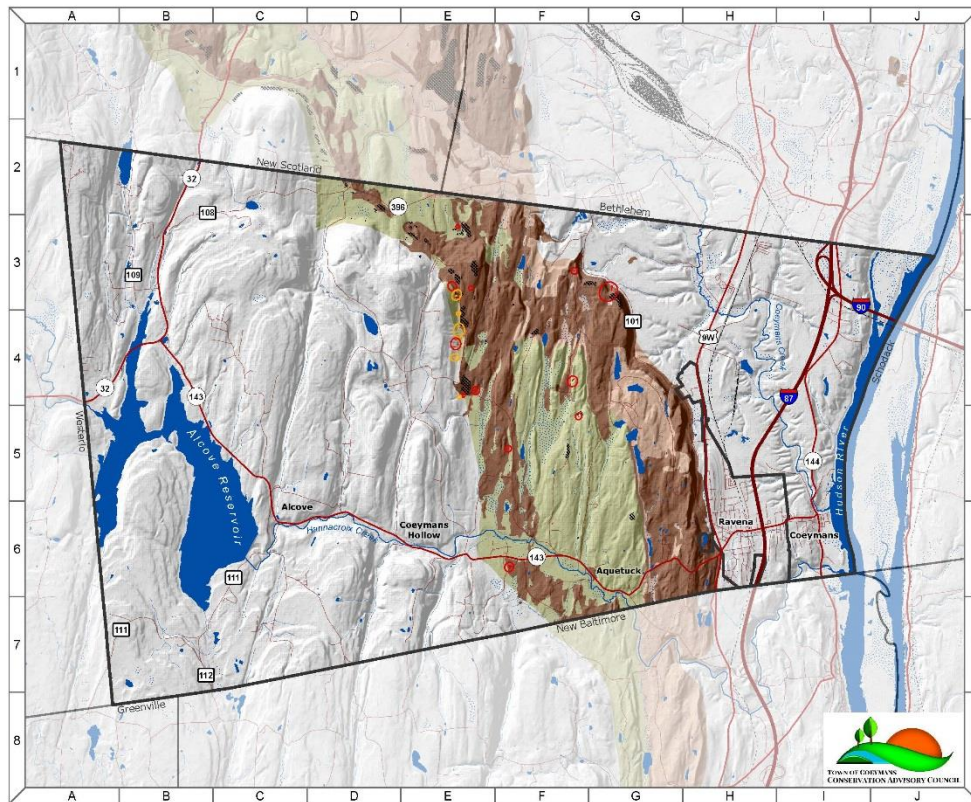 A B C D E F G H I J
1
2
New Scotland
32
108
396
Bethlehem
3
109
101
90
9W
Coeymans Creek
Schodack
4
32
143
87
Westerlo
Alcove Reservoir
5
144
Hudson River
Alcove
Hannacroix Creek
Coeymans
Hollow
Ravena
Coeymans
6
143
111
Aquetuck
111
New Baltimore
7
112
Greenville
8
TOWN OF COEYMANS
CONSERVATION ADVISORY COUNCIL
A B C D E F G H I J